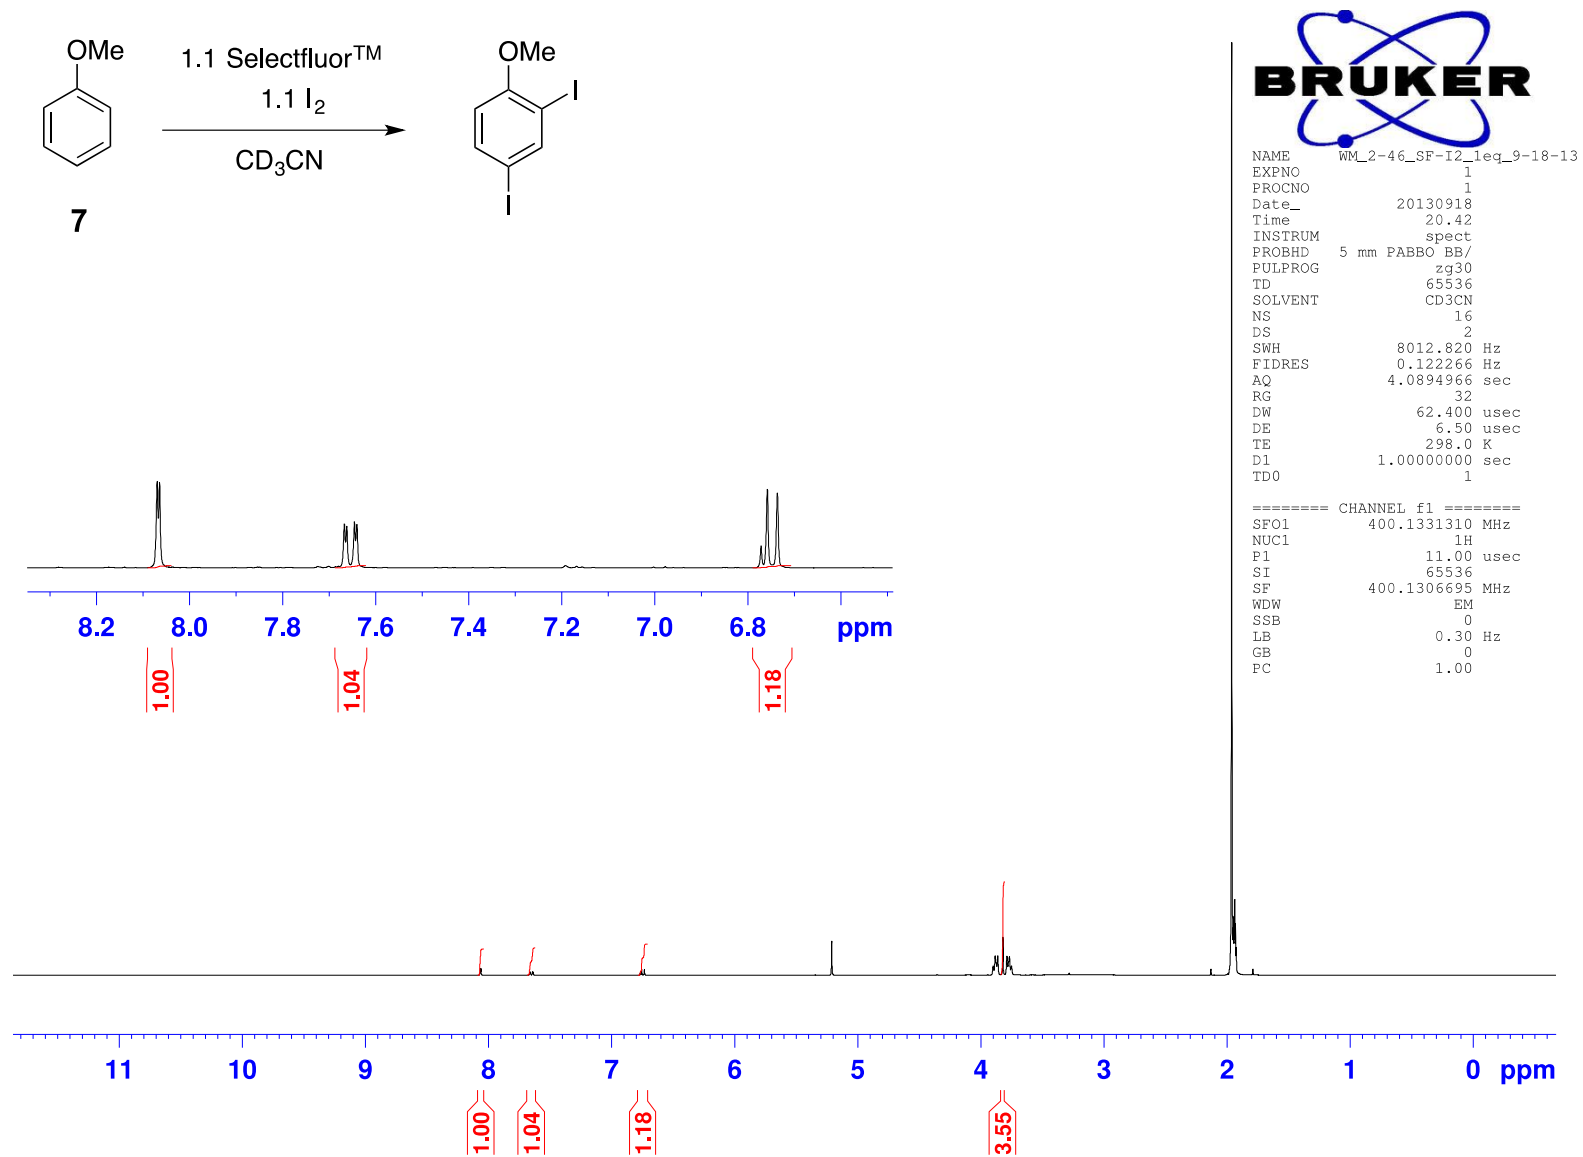 OMe
1.1 Selectfluor™
1.1 I2
CD3CN
7
OMe
I
I
BRUKER
NAME WM_2-46_SF-I2_1eq_9-18-13
EXPNO 1
PROCNO 1
Date_ 20130918
Time 20.42
INSTRUM spect
PROBHD 5 mm PABBO BB/
PULPROG zg30
TD 65536
SOLVENT CD3CN
NS 16
DS 2
SWH 8012.820 Hz
FIDRES 0.122266 Hz
AQ 4.0894966 sec
RG 32
DW 62.400 usec
DE 6.50 usec
TE 298.0 K
D1 1.00000000 sec
TD0 1
======== CHANNEL f1 ========
SFO1 400.1331310 MHz
NUC1 1H
P1 11.00 usec
SI 65536
SF 400.1306695 MHz
WDW EM
SSB 0
LB 0.30 Hz
GB 0
PC 1.00
8.2 8.0 7.8 7.6 7.4 7.2 7.0 6.8 ppm
1.00 1.04 1.18
11 10 9 8 7 6 5 4 3 2 1 0 ppm
1.00 1.04 1.18 3.55